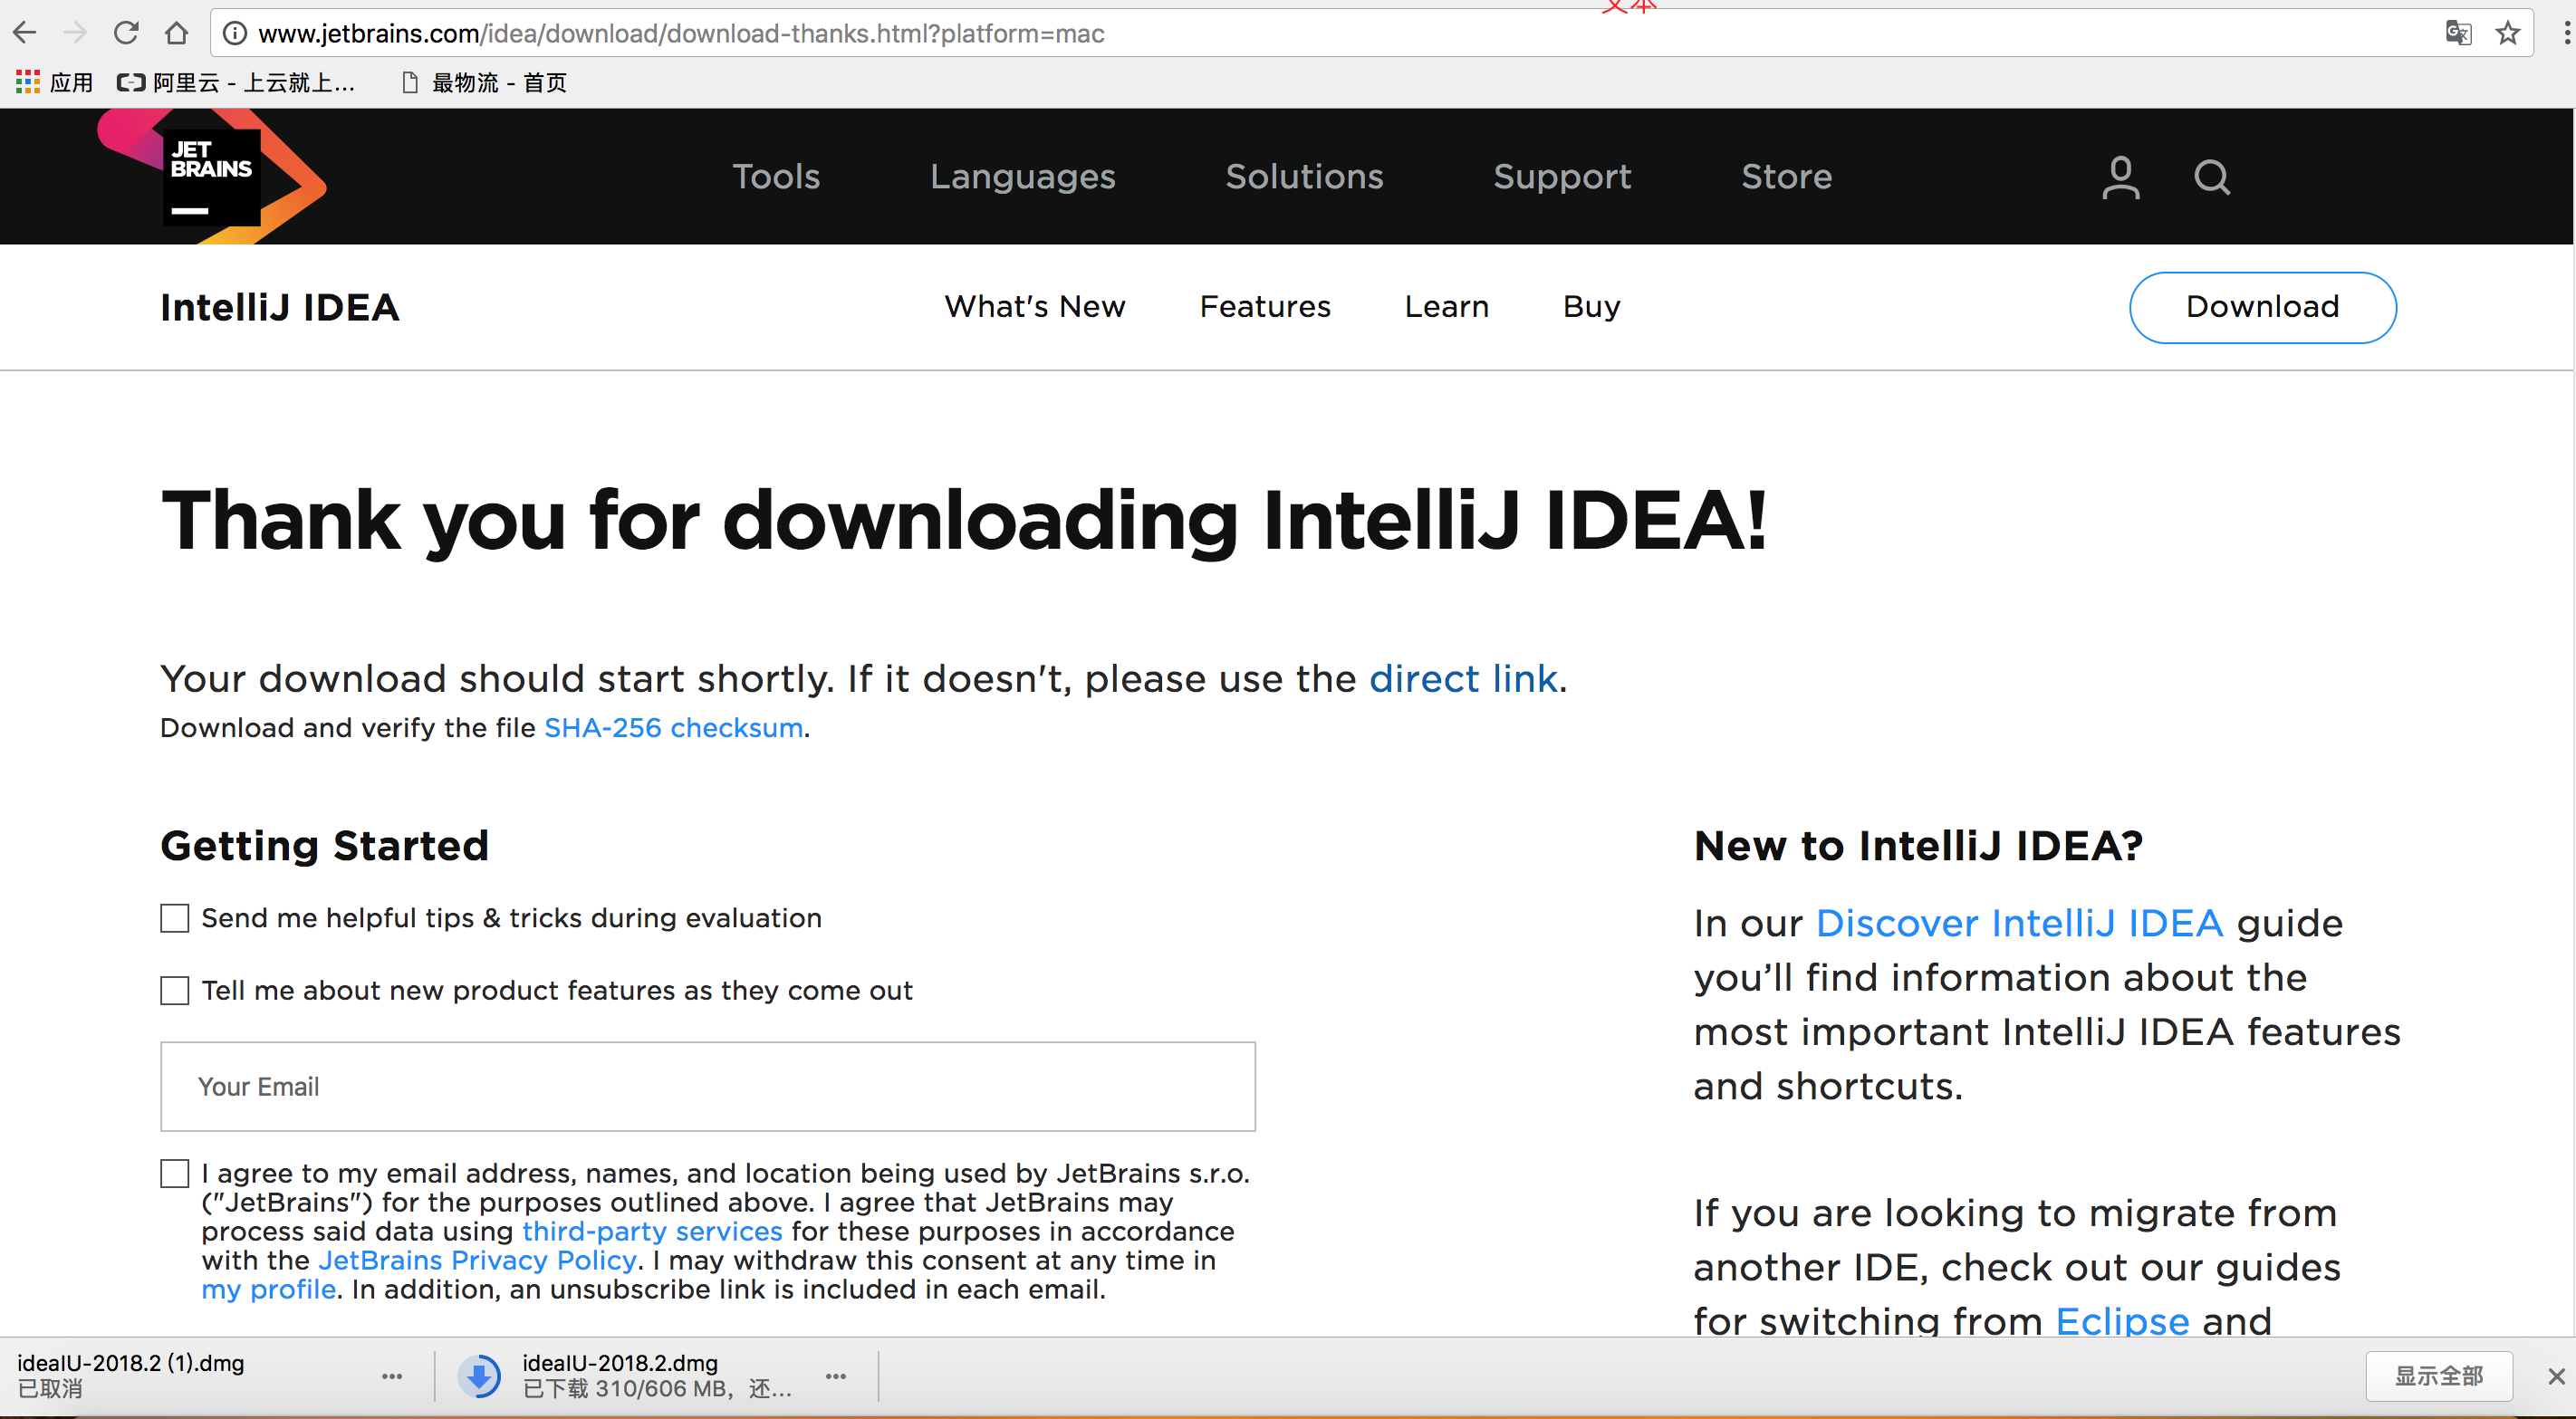 文本
www.jetbrains.com/idea/download/download-thanks.html?platform=mac
应用
阿里云 - 上云就上...
最物流 - 首页
JET
BRAINS
Tools
Languages
Solutions
Support
Store
IntelliJ IDEA
What's New
Features
Learn
Buy
Download
Thank you for downloading IntelliJ IDEA!
Your download should start shortly. If it doesn't, please use the direct link.
Download and verify the file SHA-256 checksum.
Getting Started
Send me helpful tips & tricks during evaluation
Tell me about new product features as they come out
Your Email
I agree to my email address, names, and location being used by JetBrains s.r.o.
("JetBrains") for the purposes outlined above. I agree that JetBrains may
process said data using third-party services for these purposes in accordance
with the JetBrains Privacy Policy. I may withdraw this consent at any time in
my profile. In addition, an unsubscribe link is included in each email.
New to IntelliJ IDEA?
In our Discover IntelliJ IDEA guide
you’ll find information about the
most important IntelliJ IDEA features
and shortcuts.
If you are looking to migrate from
another IDE, check out our guides
for switching from Eclipse and
ideaIU-2018.2 (1).dmg
已取消
ideaIU-2018.2.dmg
已下载 310/606 MB，还...
显示全部